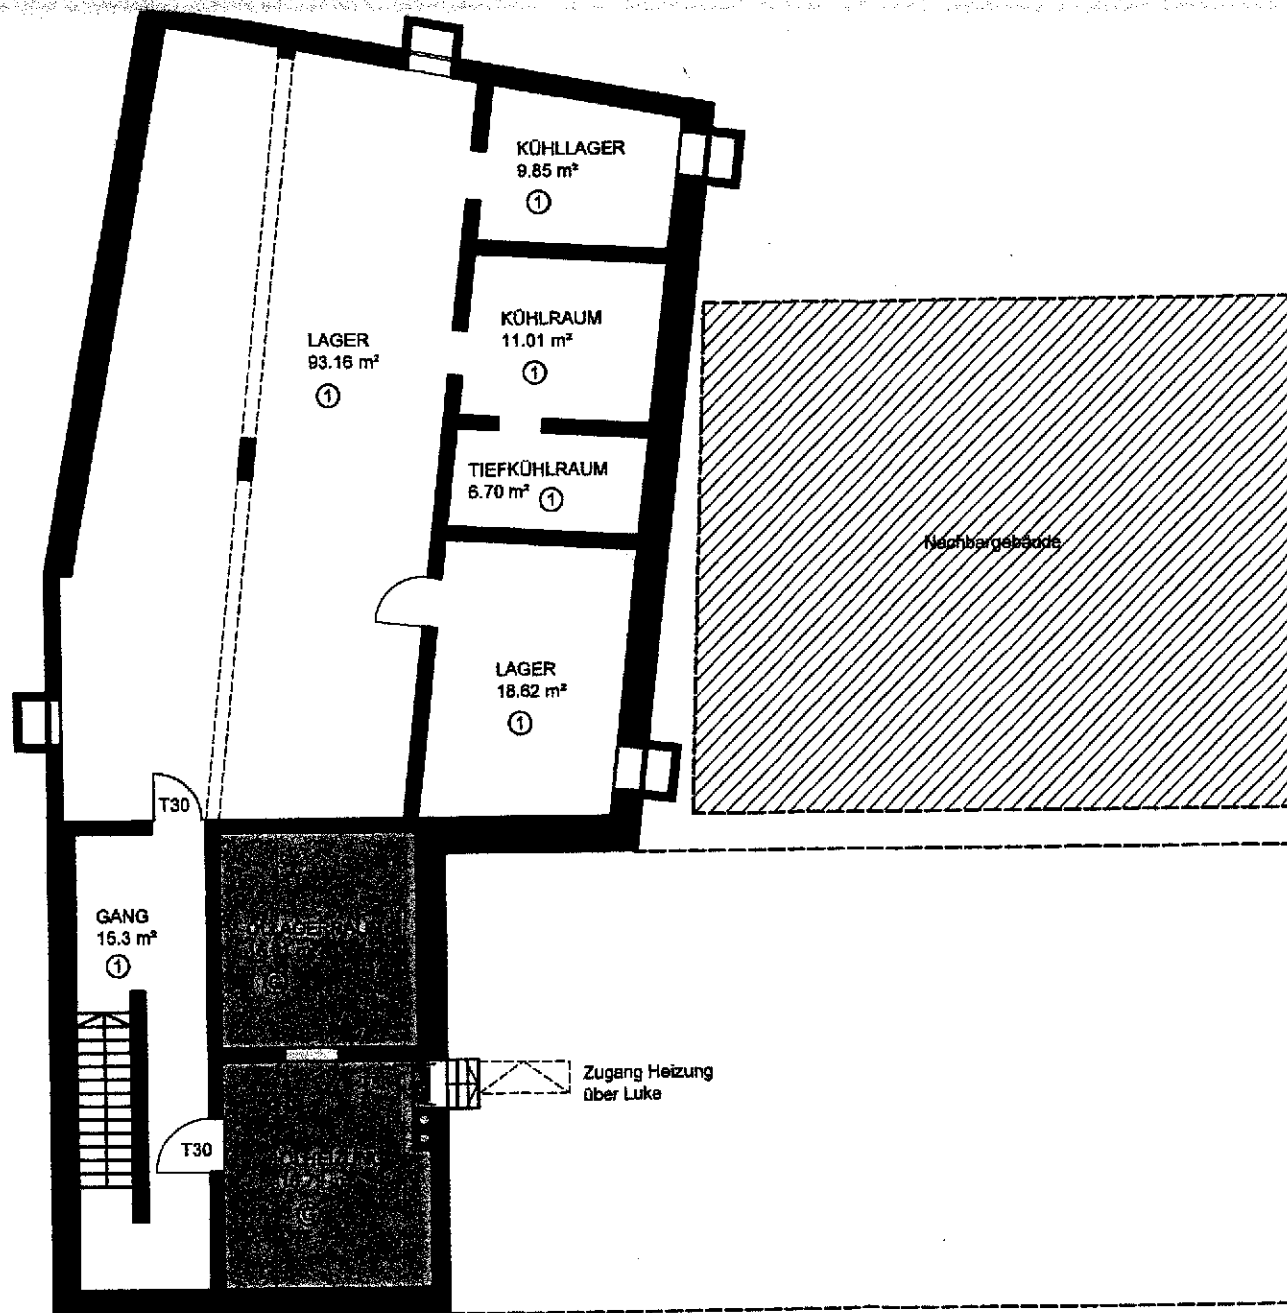 KÜHLLAGER
9.85 m²
1
KÜHLRAUM
11.01 m²
1
LAGER
93.16 m²
1
TIEFKÜHLRAUM
6.70 m²
1
Nachbargebäude
LAGER
18.62 m²
1
T30
GANG
15.3 m²
1
Zugang Heizung
über Luke
T30